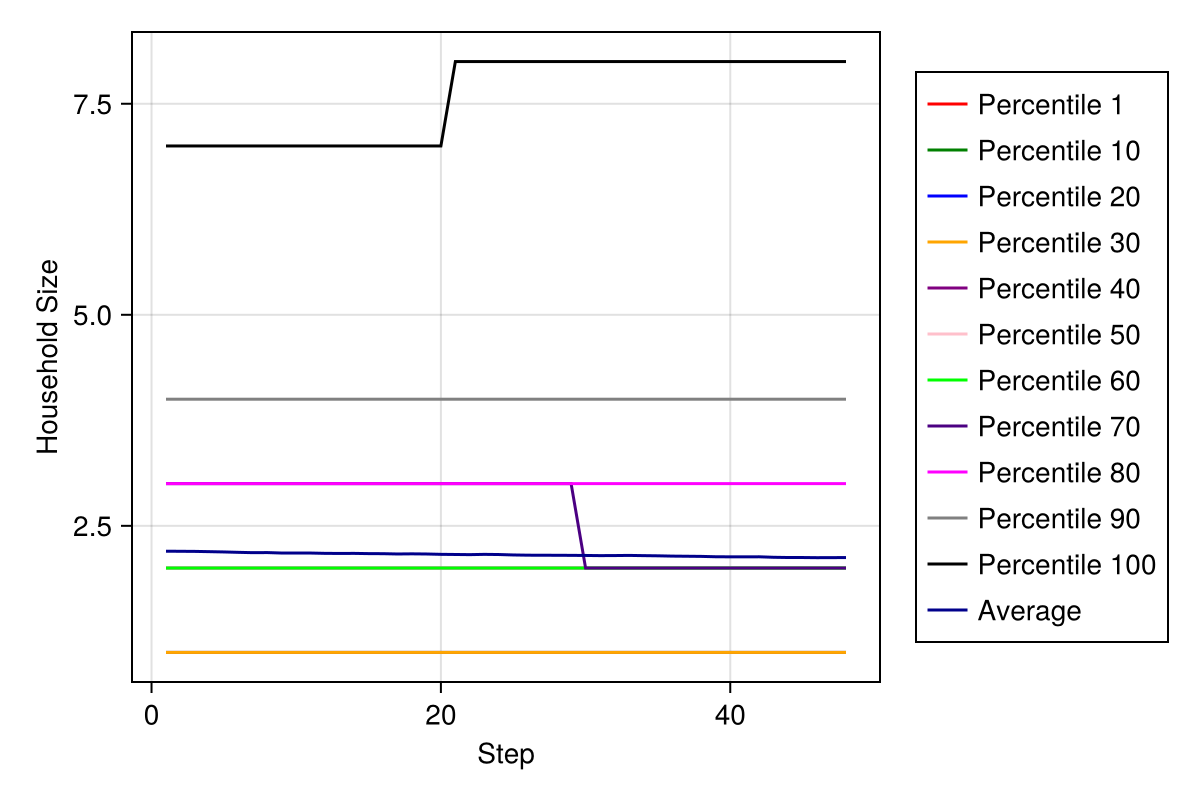 7.5
5.0
2.5
Household Size
0
20
40
Step
Percentile 1
Percentile 10
Percentile 20
Percentile 30
Percentile 40
Percentile 50
Percentile 60
Percentile 70
Percentile 80
Percentile 90
Percentile 100
Average